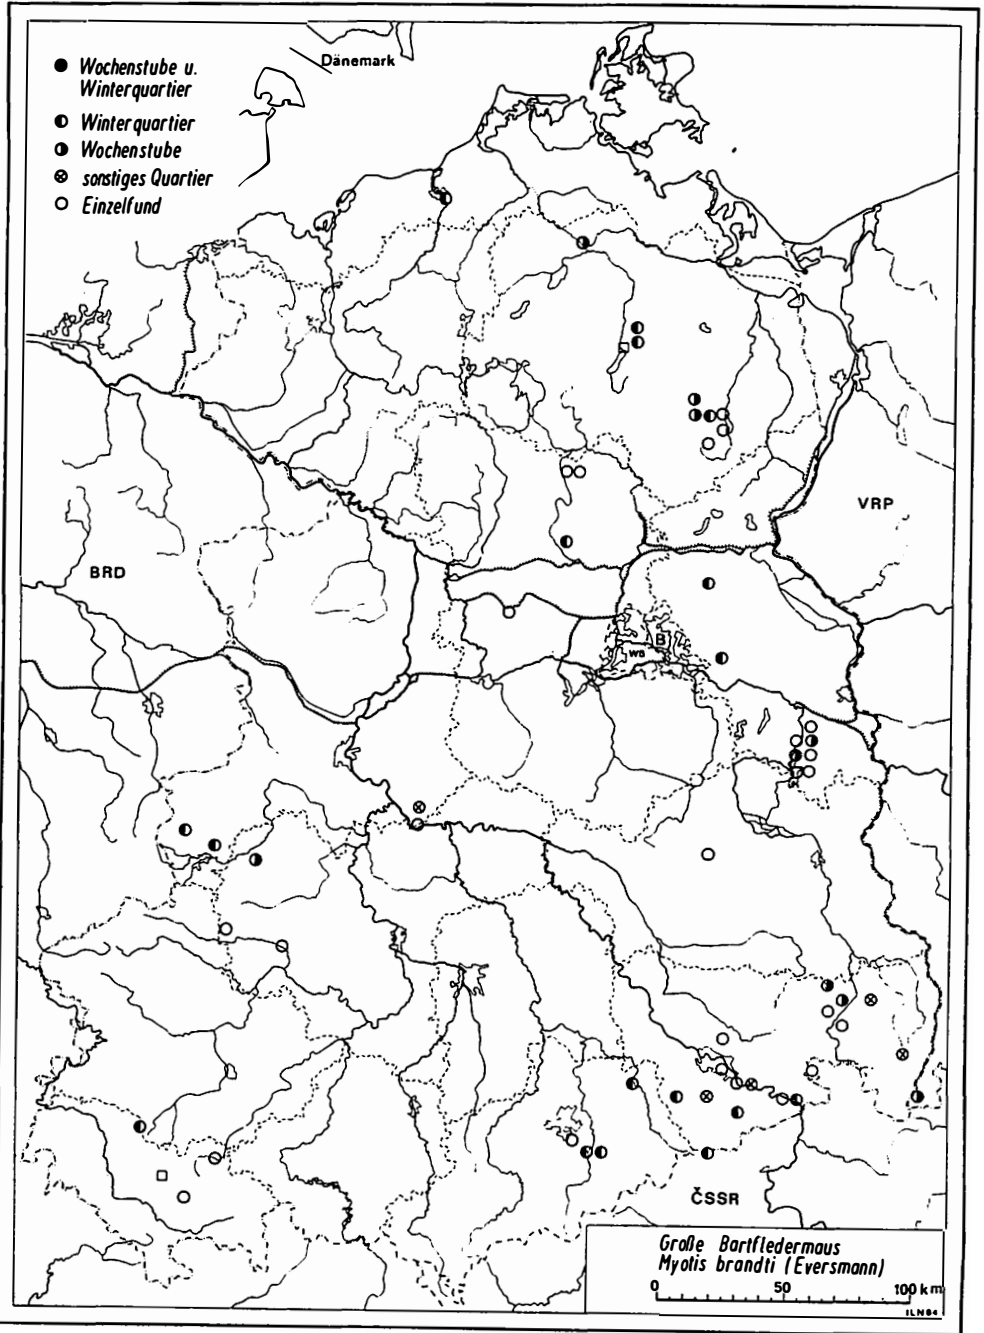 Dänemark
Wochenstube u.
Winterquartier
Winterquartier
Wochenstube
sonstiges Quartier
Einzelfund
VRP
BRD
B
WB
ČSSR
Große Bartfledermaus
Myotis brandti (Eversmann)
0 50 100 km
ILN84